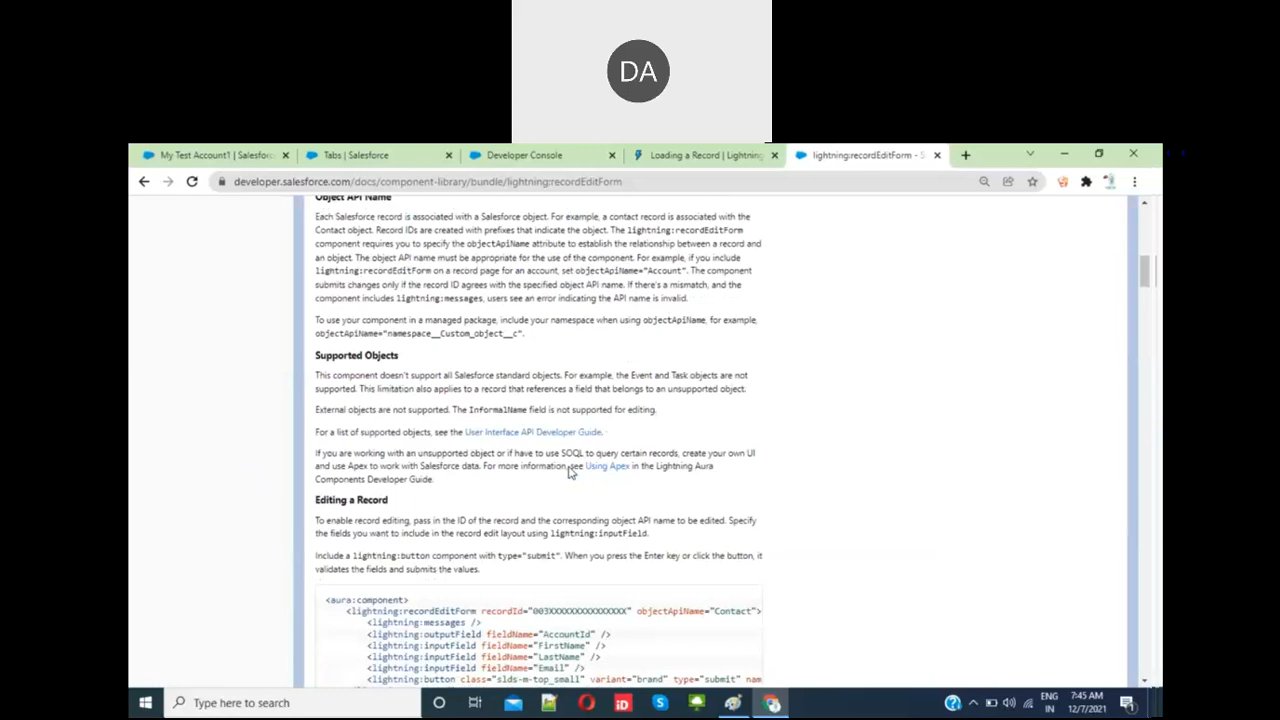 DA
My Test Account1 | Salesforc
Tabs | Salesforce
Developer Console
Loading a Record | Lightning
lightning:recordEditForm - S
developer.salesforce.com/docs/component-library/bundle/lightning:recordEditForm
Object API Name
Each Salesforce record is associated with a Salesforce object. For example, a contact record is associated with the
Contact object. Record IDs are created with prefixes that indicate the object. The lightning:recordEditForm
component requires you to specify the objectApiName attribute to establish the relationship between a record and
an object. The object API name must be appropriate for the use of the component. For example, if you include
lightning:recordEditForm on a record page for an account, set objectApiName="Account". The component
submits changes only if the record ID agrees with the specified object API name. If there's a mismatch, and the
component includes lightning:messages, users see an error indicating the API name is invalid.
To use your component in a managed package, include your namespace when using objectApiName, for example,
objectApiName="namespace__Custom_object__c".
Supported Objects
This component doesn't support all Salesforce standard objects. For example, the Event and Task objects are not
supported. This limitation also applies to a record that references a field that belongs to an unsupported object.
External objects are not supported. The InformalName field is not supported for editing.
For a list of supported objects, see the User Interface API Developer Guide.
If you are working with an unsupported object or if have to use SOQL to query certain records, create your own UI
and use Apex to work with Salesforce data. For more information, see Using Apex in the Lightning Aura
Components Developer Guide.
Editing a Record
To enable record editing, pass in the ID of the record and the corresponding object API name to be edited. Specify
the fields you want to include in the record edit layout using lightning:inputField.
Include a lightning:button component with type="submit". When you press the Enter key or click the button, it
validates the fields and submits the values.
<aura:component>
<lightning:recordEditForm recordId="003XXXXXXXXXXXXXXX" objectApiName="Contact">
<lightning:messages />
<lightning:outputField fieldName="AccountId" />
<lightning:inputField fieldName="FirstName" />
<lightning:inputField fieldName="LastName" />
<lightning:inputField fieldName="Email" />
<lightning:button class="slds-m-top_small" variant="brand" type="submit" nam
Type here to search
iD
ENG
IN
7:45 AM
12/7/2021
1